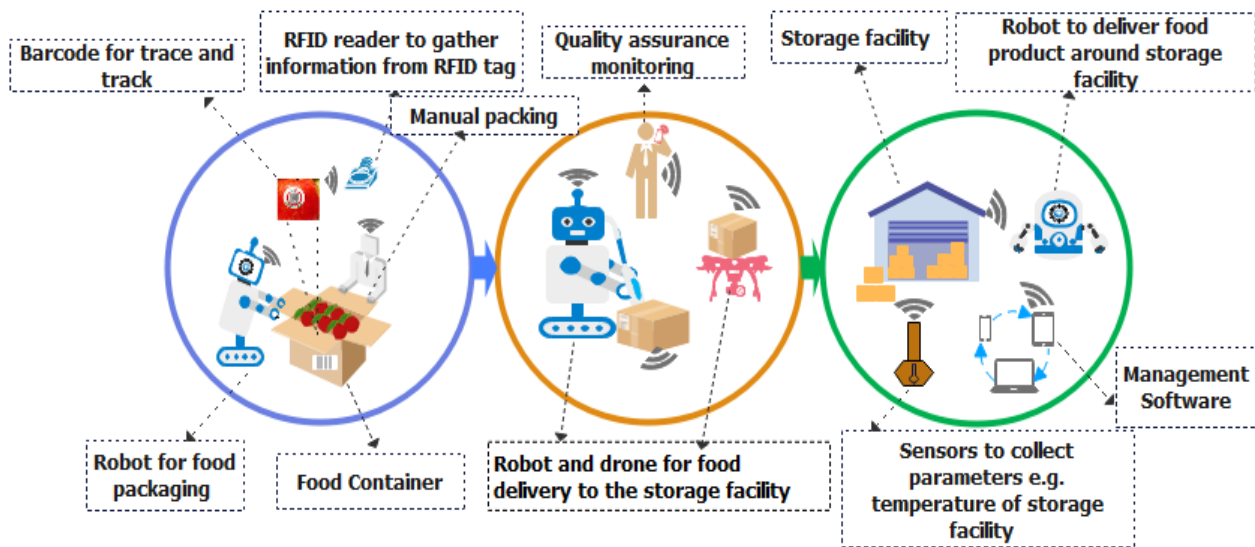 Barcode for trace and
track
RFID reader to gather
information from RFID tag
Manual packing
Quality assurance
monitoring
Storage facility
Robot to deliver food
product around storage
facility
Robot for food
packaging
Food Container
Robot and drone for food
delivery to the storage facility
Sensors to collect
parameters e.g.
temperature of storage
facility
Management
Software